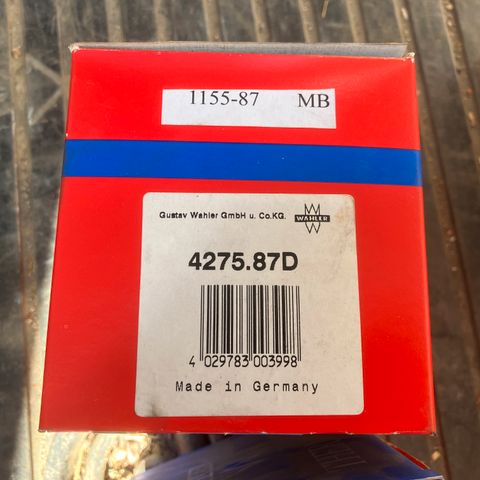 1155-87 MB
Gustav Wahler GmbH u. Co.KG.
WAHLER
4275.87D
4 029783 003998
Made in Germany